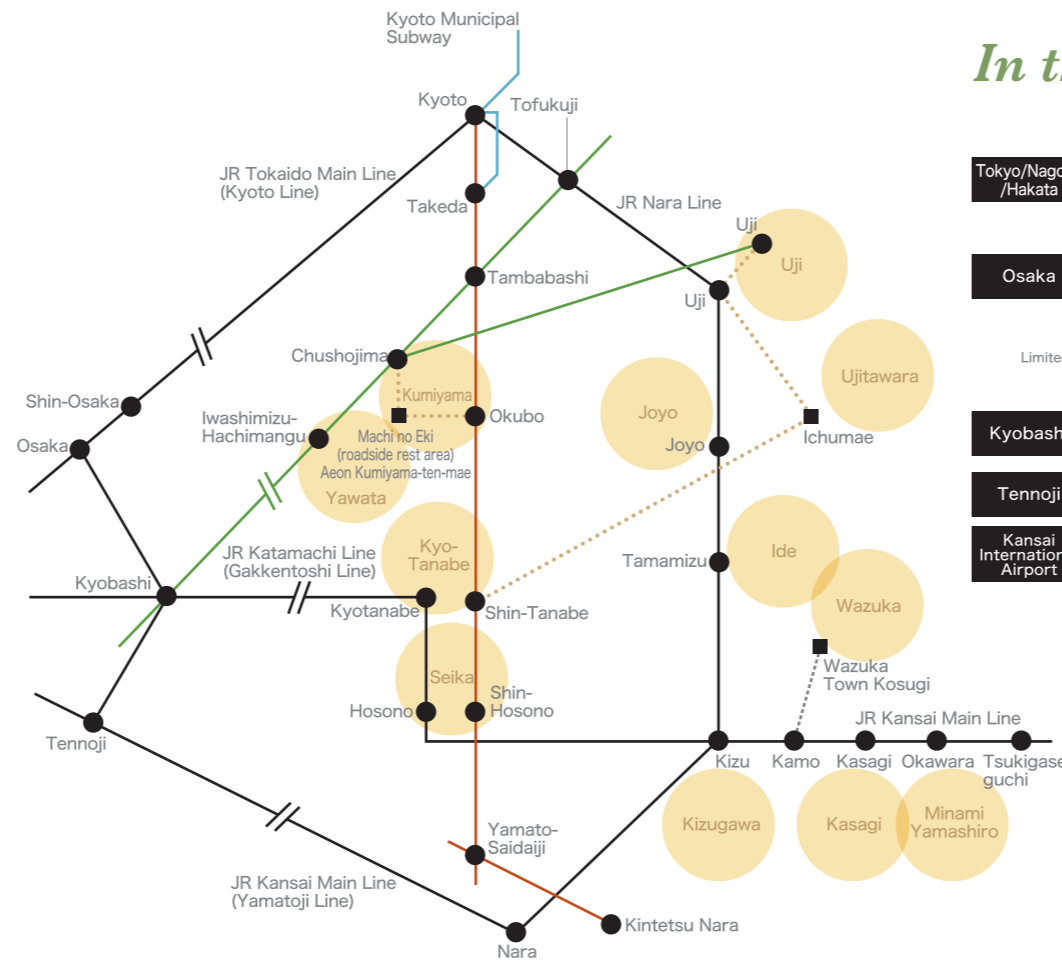 Kyoto Municipal
Subway
In t
Kyoto
Tofukuji
Tokyo/Nago
/Hakata
JR Tokaido Main Line
(Kyoto Line)
Takeda
JR Nara Line
Uji
Uji
Osaka
Tambabashi
Uji
Chushojima
Limite
Kumiyama
Ujitawara
Shin-Osaka
Iwashimizu-
Hachimangu
Okubo
Joyo
Ichumae
Machi no Eki
(roadside rest area)
Aeon Kumiyama-ten-mae
Osaka
Joyo
Kyobash
Yawata
Tennoji
JR Katamachi Line
(Gakkentoshi Line)
Kyo-
Tanabe
Ide
Tamamizu
Kansai
Internation
Airport
Kyobashi
Kyotanabe
Shin-Tanabe
Wazuka
Seika
Wazuka
Town Kosugi
Hosono
Shin-
Hosono
JR Kansai Main Line
Tennoji
Kizu
Kamo
Kasagi
Okawara
Tsukigase
guchi
Kizugawa
Kasagi
Minami
Yamashiro
Yamato-
Saidaiji
JR Kansai Main Line
(Yamatoji Line)
Kintetsu Nara
Nara